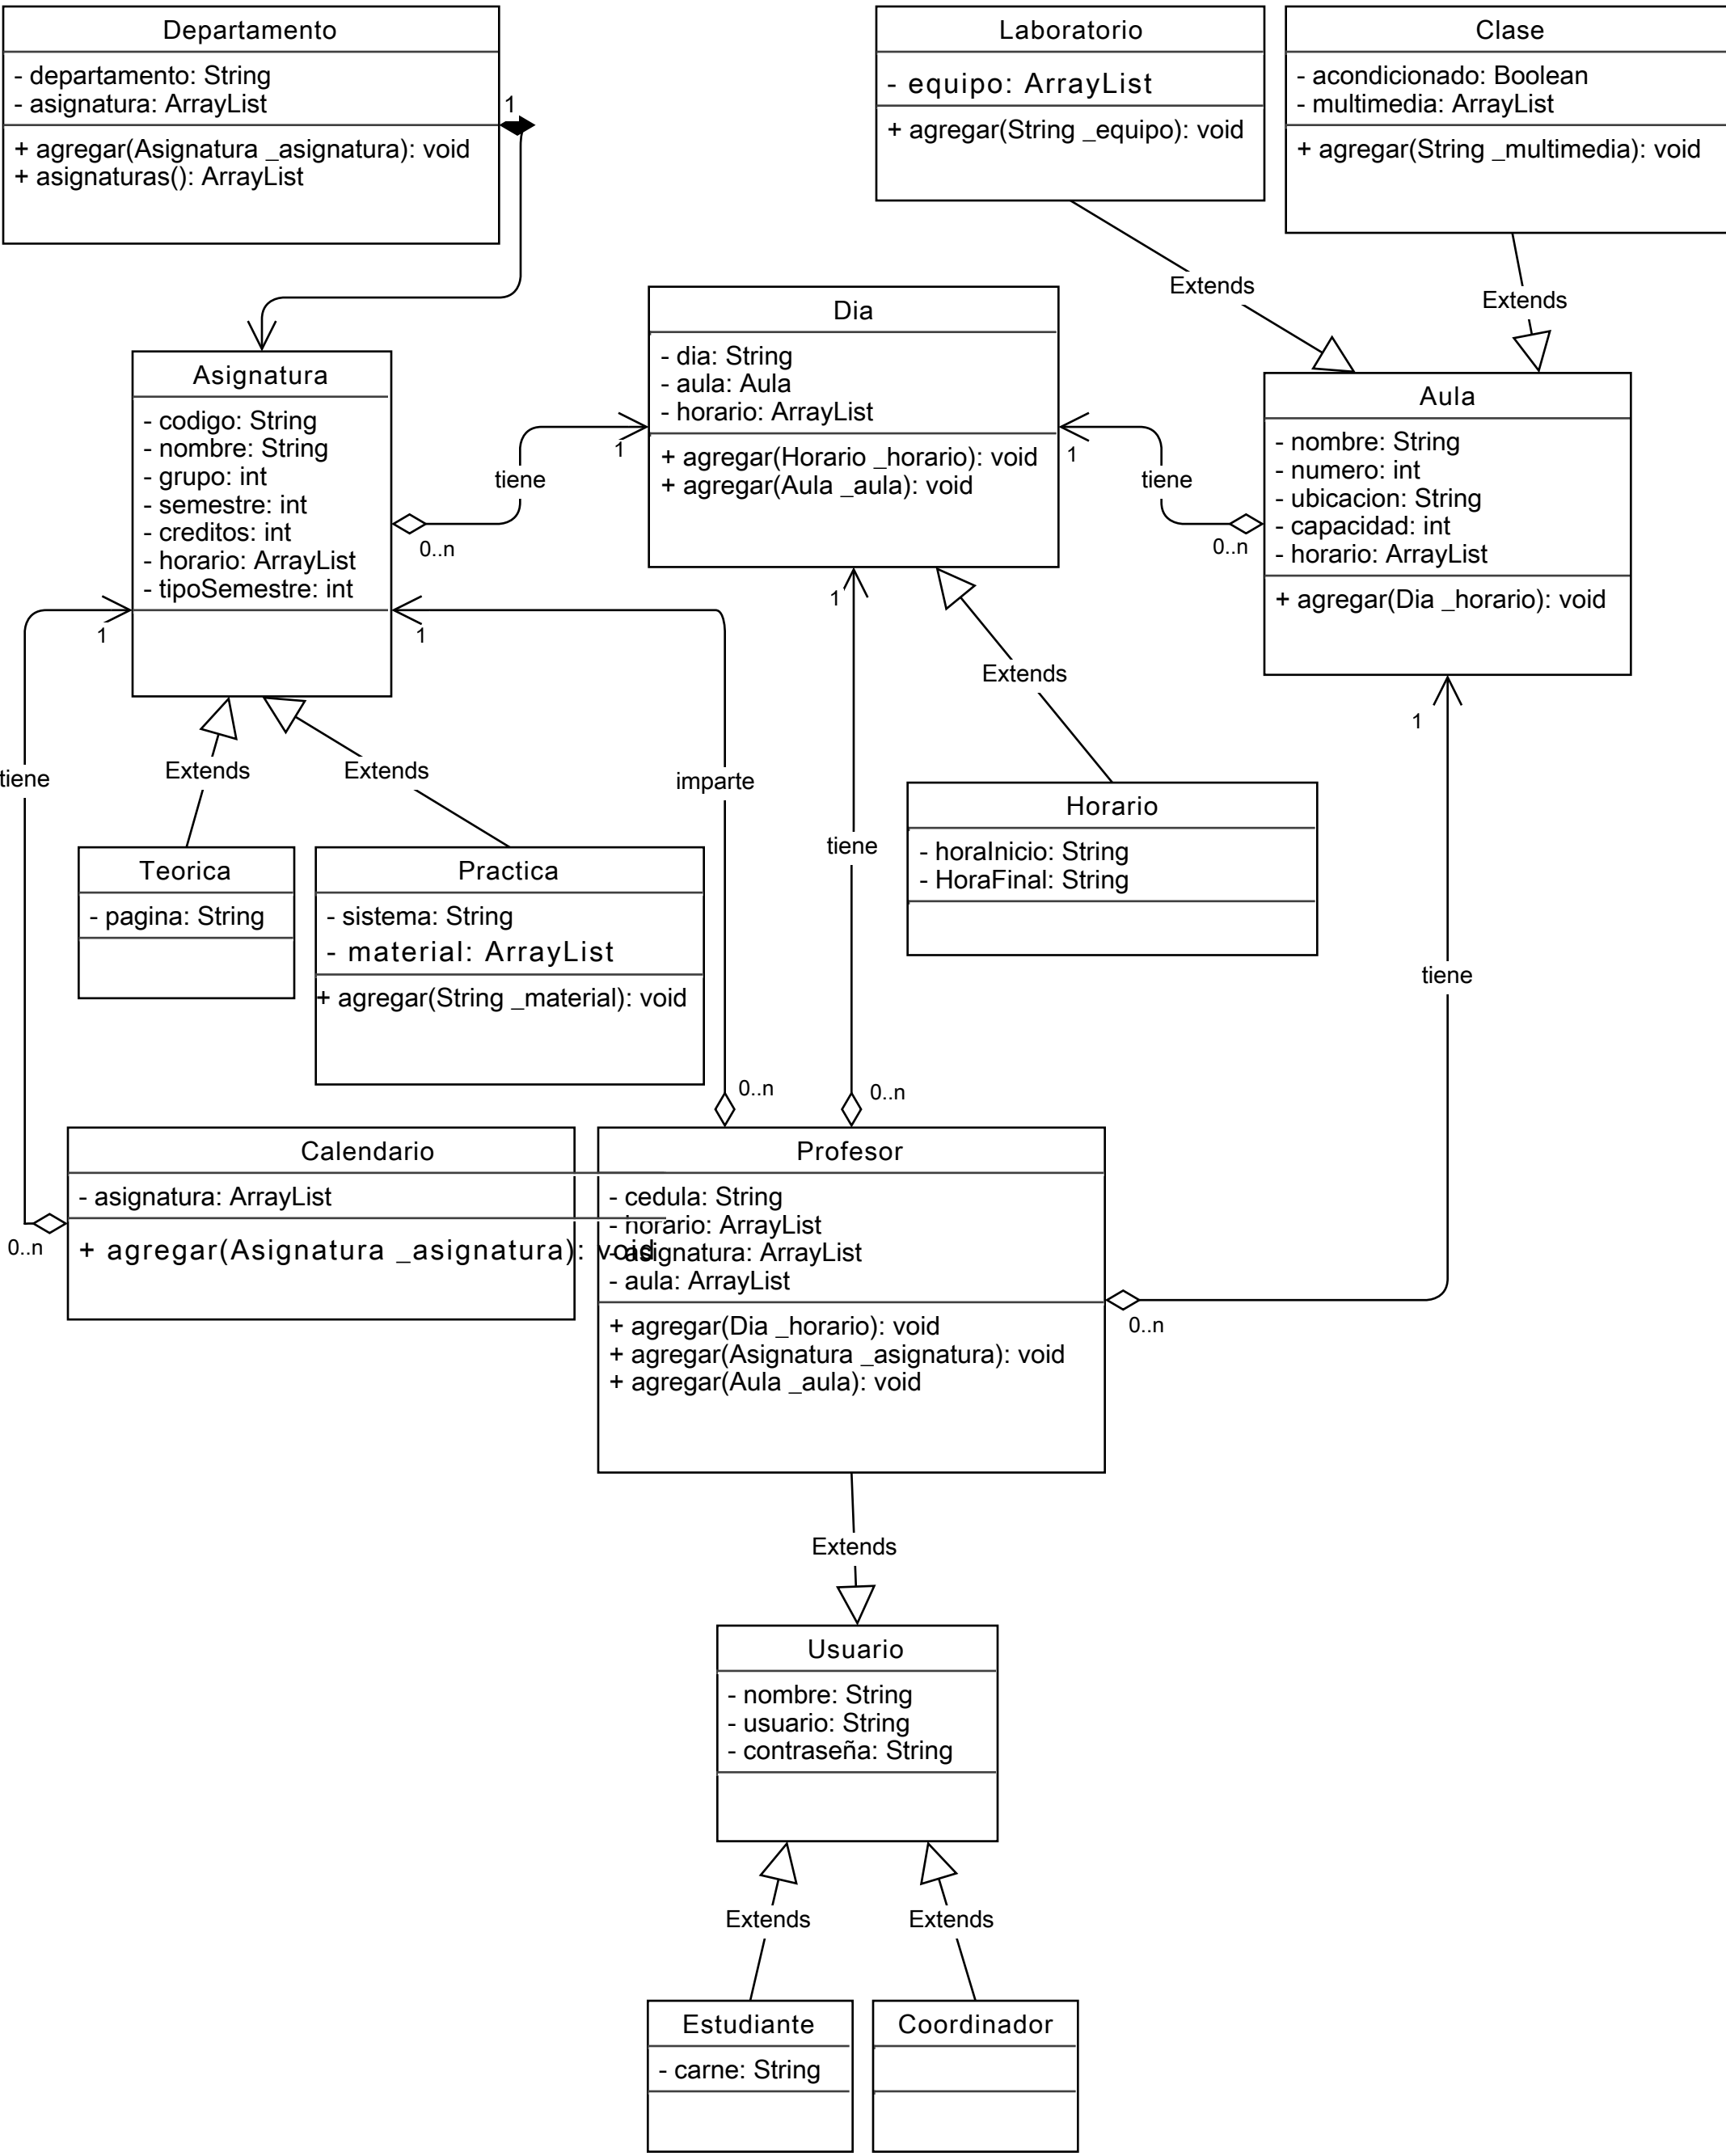 Departamento
- departamento: String
- asignatura: ArrayList
+ agregar(Asignatura _asignatura): void
+ asignaturas(): ArrayList
1
Laboratorio
- equipo: ArrayList
+ agregar(String _equipo): void
Clase
- acondicionado: Boolean
- multimedia: ArrayList
+ agregar(String _multimedia): void
Extends
Extends
Asignatura
- codigo: String
- nombre: String
- grupo: int
- semestre: int
- creditos: int
- horario: ArrayList
- tipoSemestre: int
tiene
1
0..n
Dia
- dia: String
- aula: Aula
- horario: ArrayList
+ agregar(Horario _horario): void
+ agregar(Aula _aula): void
1
tiene
0..n
Aula
- nombre: String
- numero: int
- ubicacion: String
- capacidad: int
- horario: ArrayList
+ agregar(Dia _horario): void
1
1
1
1
Extends
Extends
Extends
tiene
imparte
tiene
tiene
Teorica
- pagina: String
Practica
- sistema: String
- material: ArrayList
+ agregar(String _material): void
Horario
- horaInicio: String
- HoraFinal: String
0..n
0..n
Calendario
- asignatura: ArrayList
+ agregar(Asignatura _asignatura): void
0..n
Profesor
- cedula: String
- horario: ArrayList
- asignatura: ArrayList
- aula: ArrayList
+ agregar(Dia _horario): void
+ agregar(Asignatura _asignatura): void
+ agregar(Aula _aula): void
0..n
Extends
Usuario
- nombre: String
- usuario: String
- contraseña: String
Extends
Extends
Estudiante
- carne: String
Coordinador